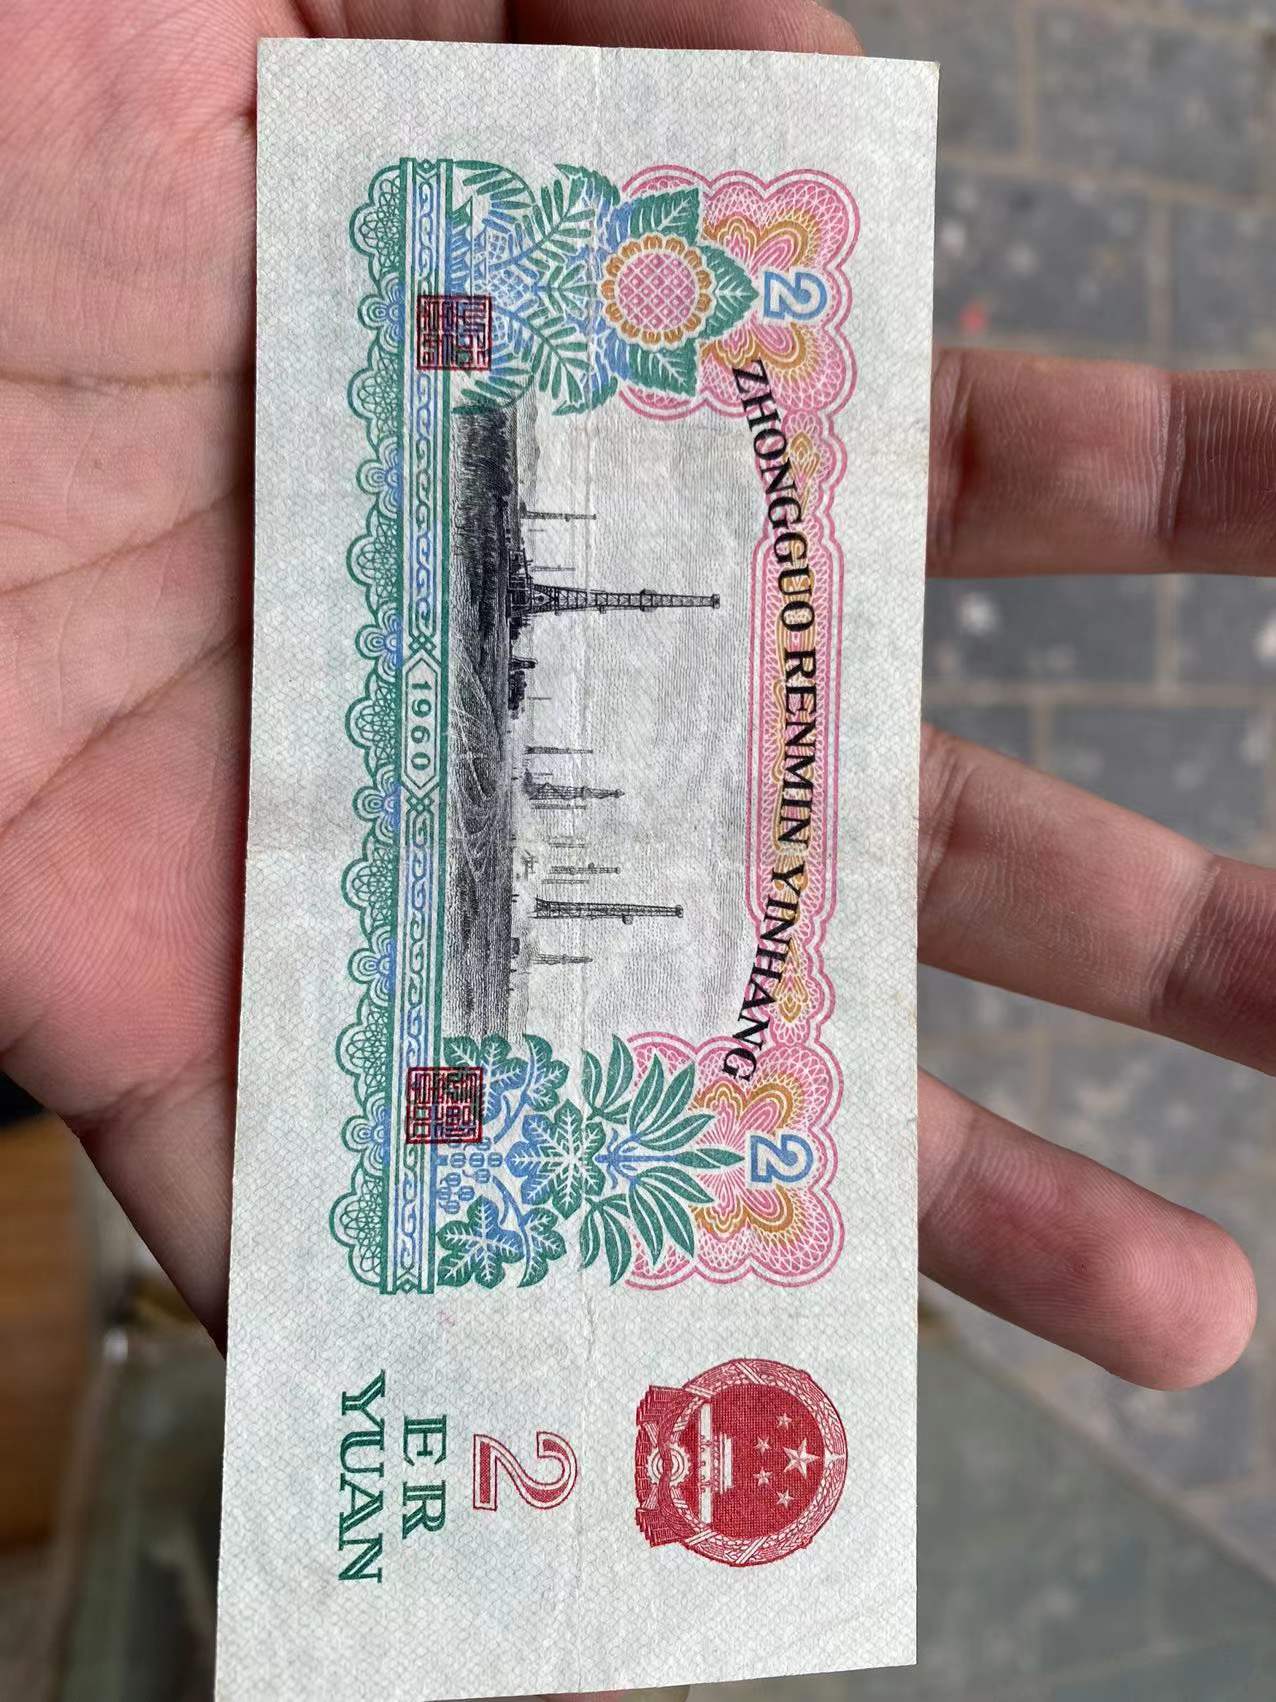 2
2
ZHONGGUO RENMIN YINHANG
1960
2
ER
YUAN